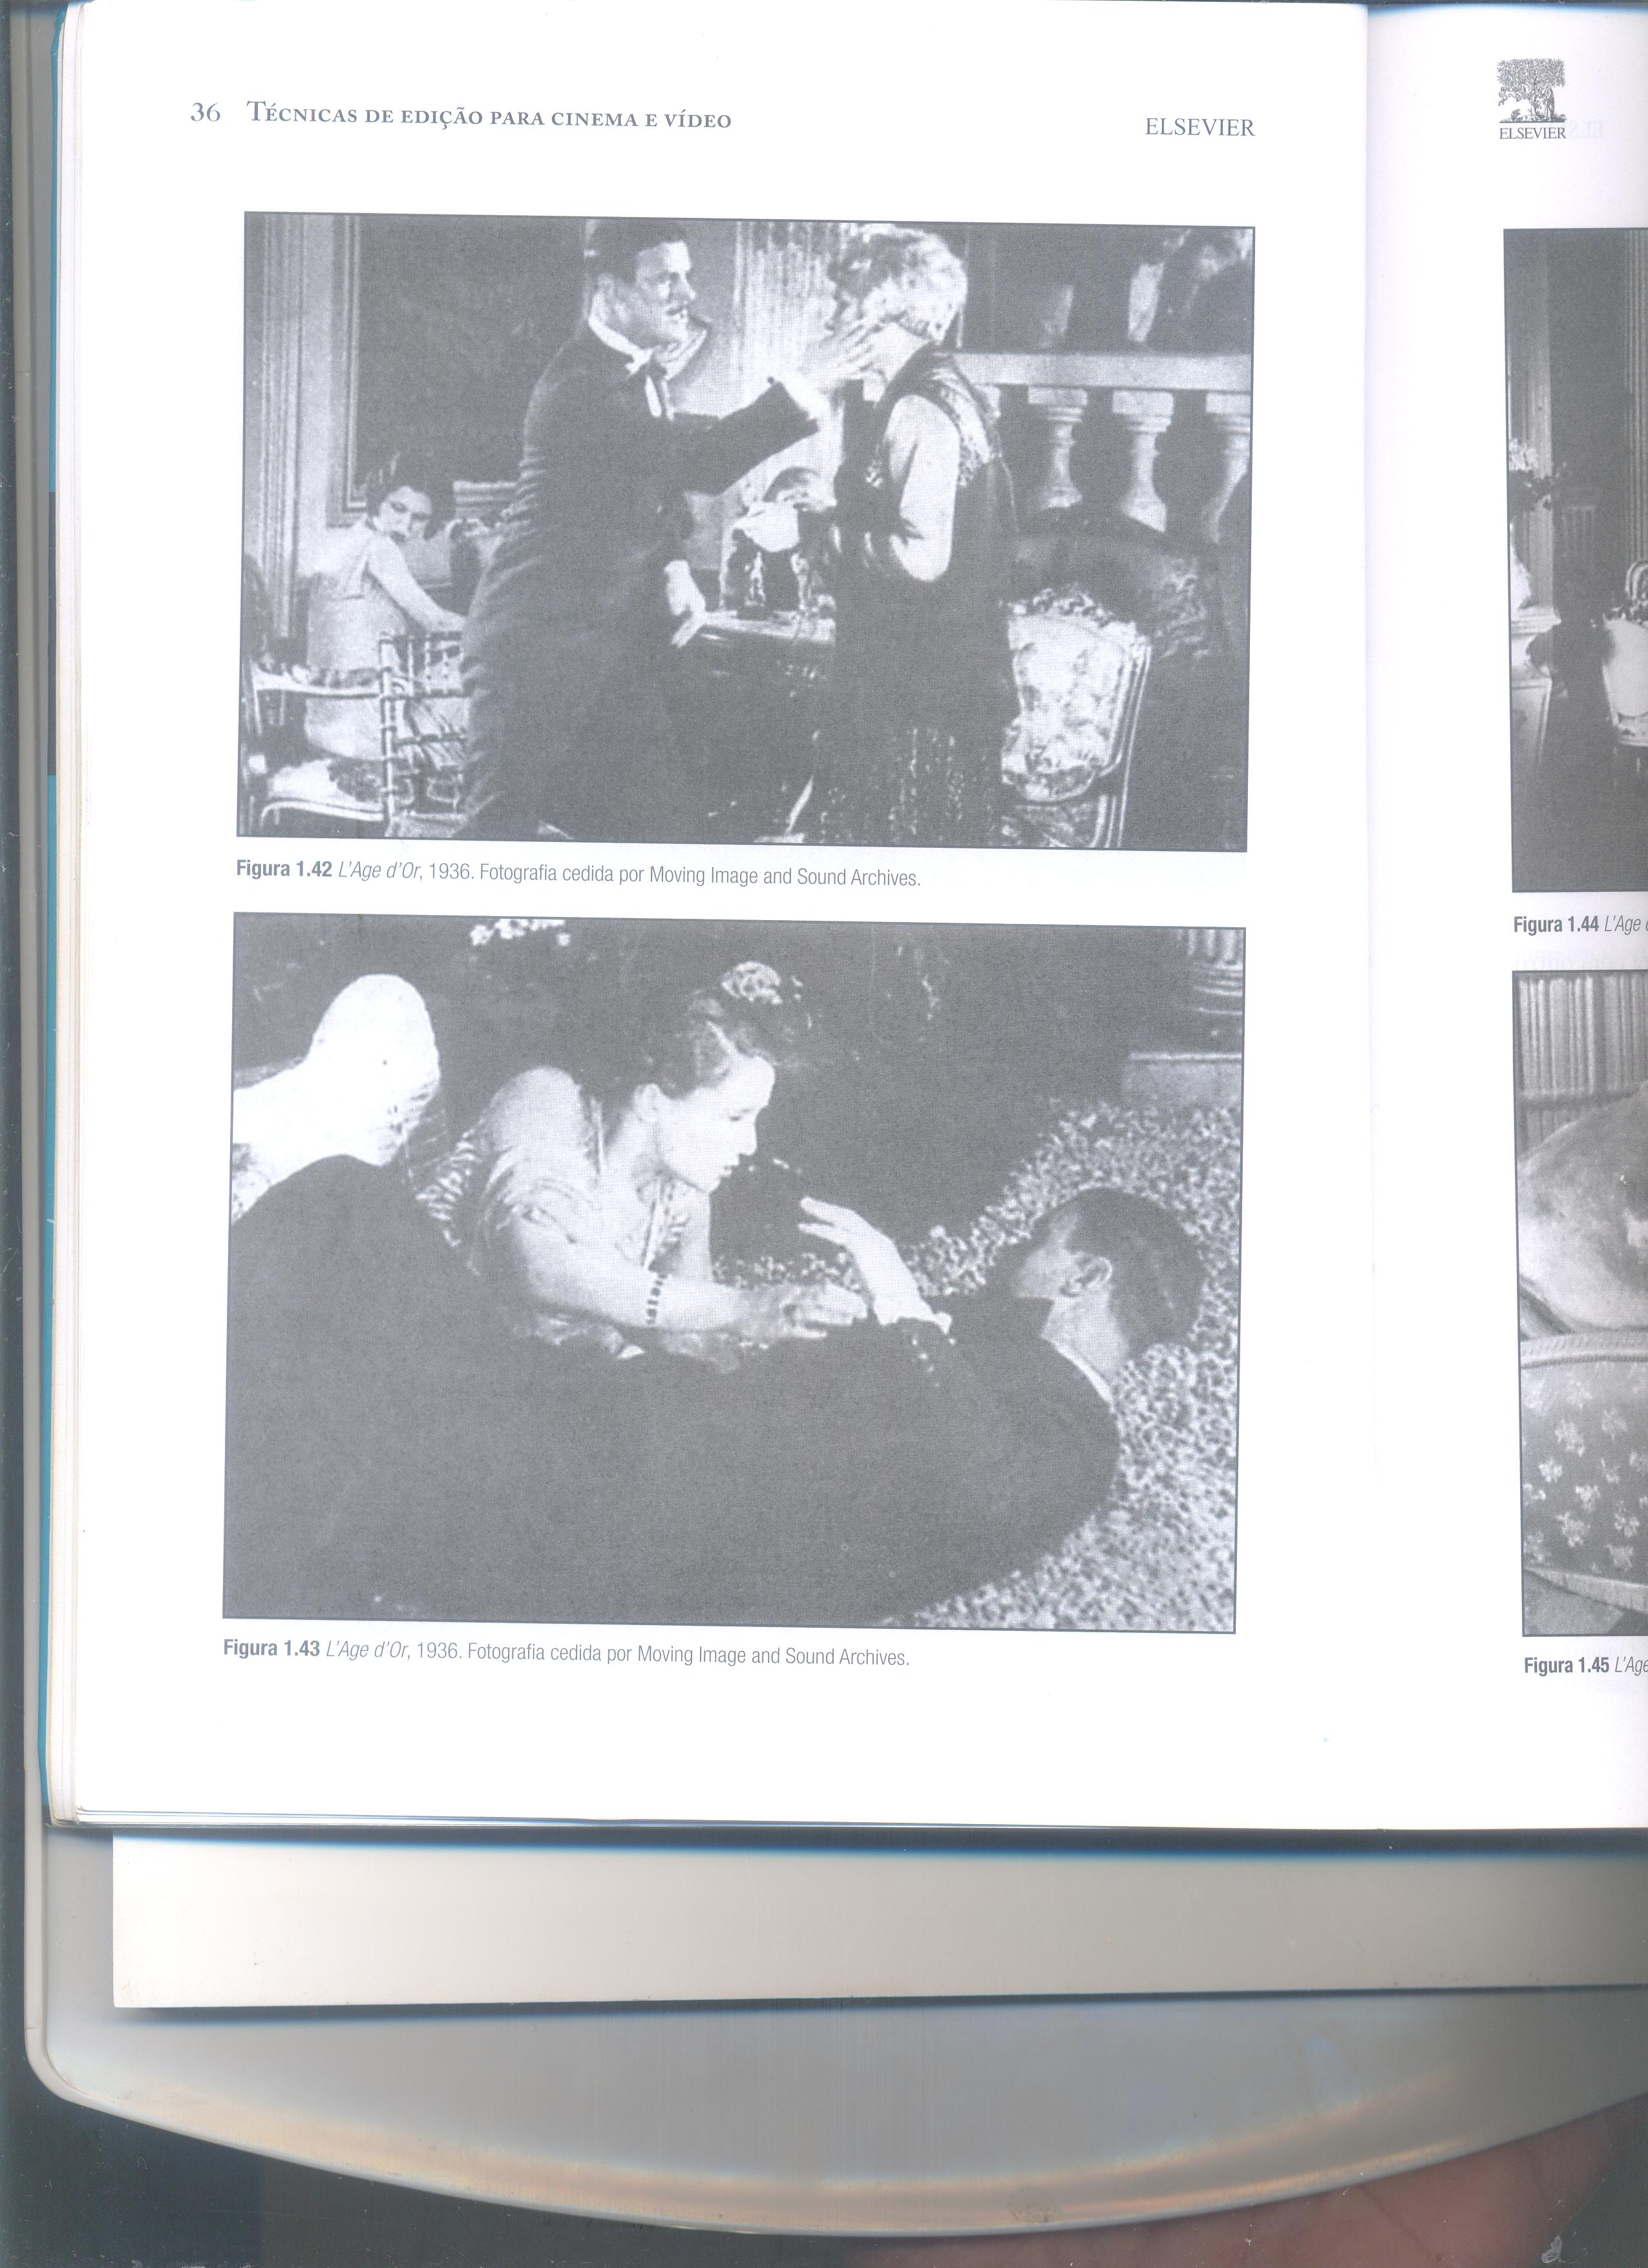 36 TÉCNICAS DE EDIÇÃO PARA CINEMA E VÍDEO
ELSEVIER
Figura 1.42 L'Age d'Or, 1936. Fotografia cedida por Moving Image and Sound Archives.
Figura 1.43 L'Age d'Or, 1936. Fotografia cedida por Moving Image and Sound Archives.
ELSEVIER
Figura 1.44 L'Age
Figura 1.45 L'Age